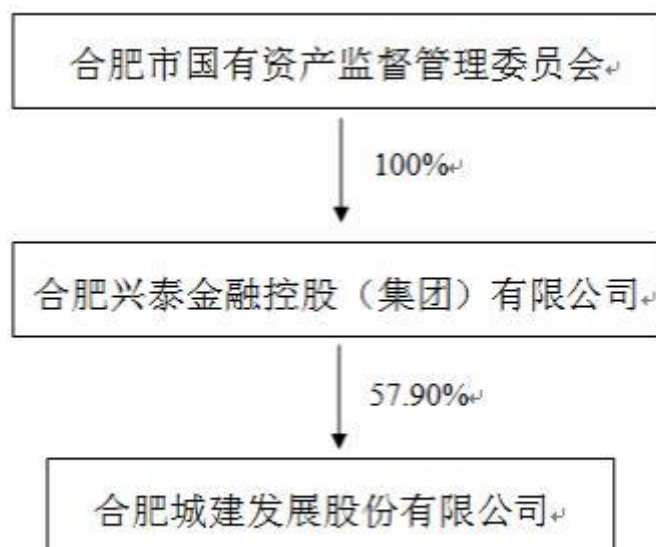 合肥市国有资产监督管理委员会
100%
合肥兴泰金融控股（集团）有限公司
57.90%
合肥城建发展股份有限公司